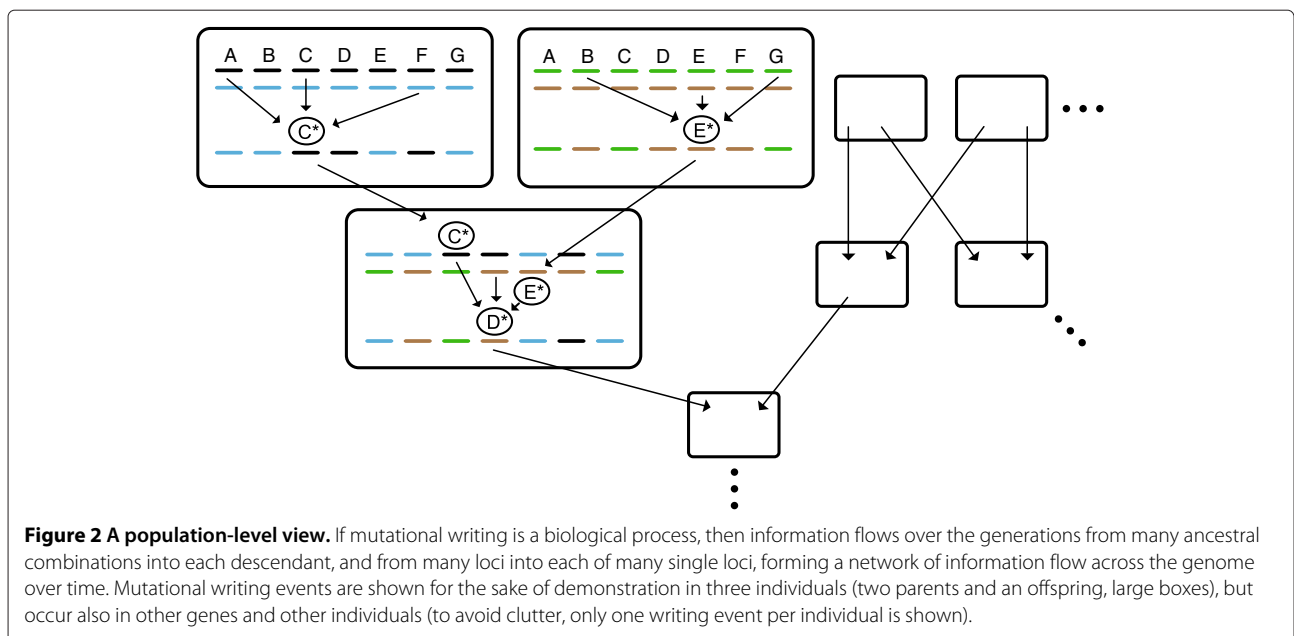 A B C D E F G
A B C D E F G
C*
E*
C*
E*
D*
Figure 2 A population-level view. If mutational writing is a biological process, then information flows over the generations from many ancestral
combinations into each descendant, and from many loci into each of many single loci, forming a network of information flow across the genome
over time. Mutational writing events are shown for the sake of demonstration in three individuals (two parents and an offspring, large boxes), but
occur also in other genes and other individuals (to avoid clutter, only one writing event per individual is shown).